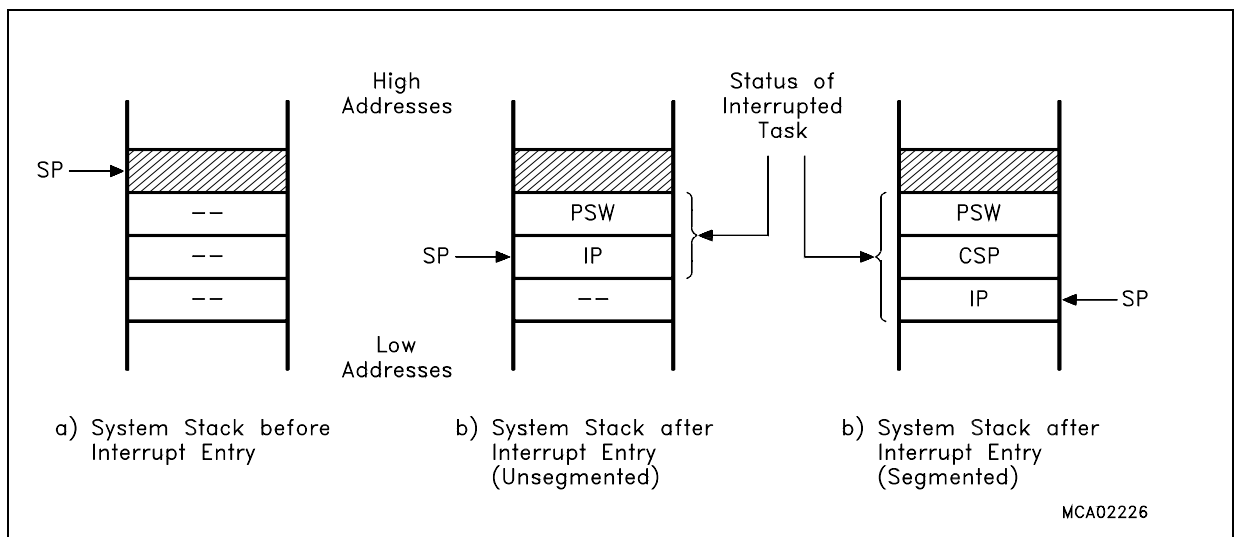 High
Addresses
Status of
Interrupted
Task
SP
--
--
--
PSW
SP
IP
--
PSW
CSP
IP
SP
Low
Addresses
a) System Stack before
Interrupt Entry
b) System Stack after
Interrupt Entry
(Unsegmented)
b) System Stack after
Interrupt Entry
(Segmented)
MCA02226